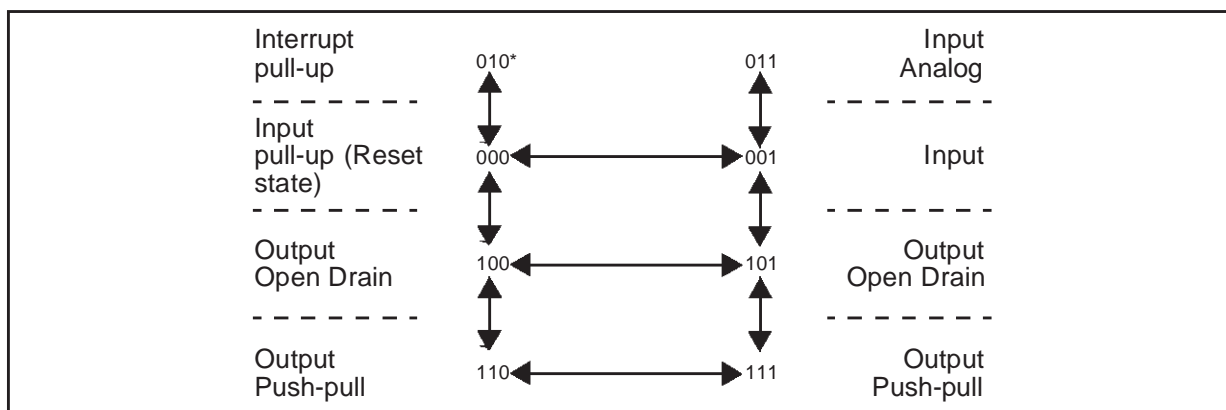 Interrupt
pull-up
010*
011
Input
Analog
Input
pull-up (Reset
state)
000
001
Input
Output
Open Drain
100
101
Output
Open Drain
Output
Push-pull
110
111
Output
Push-pull